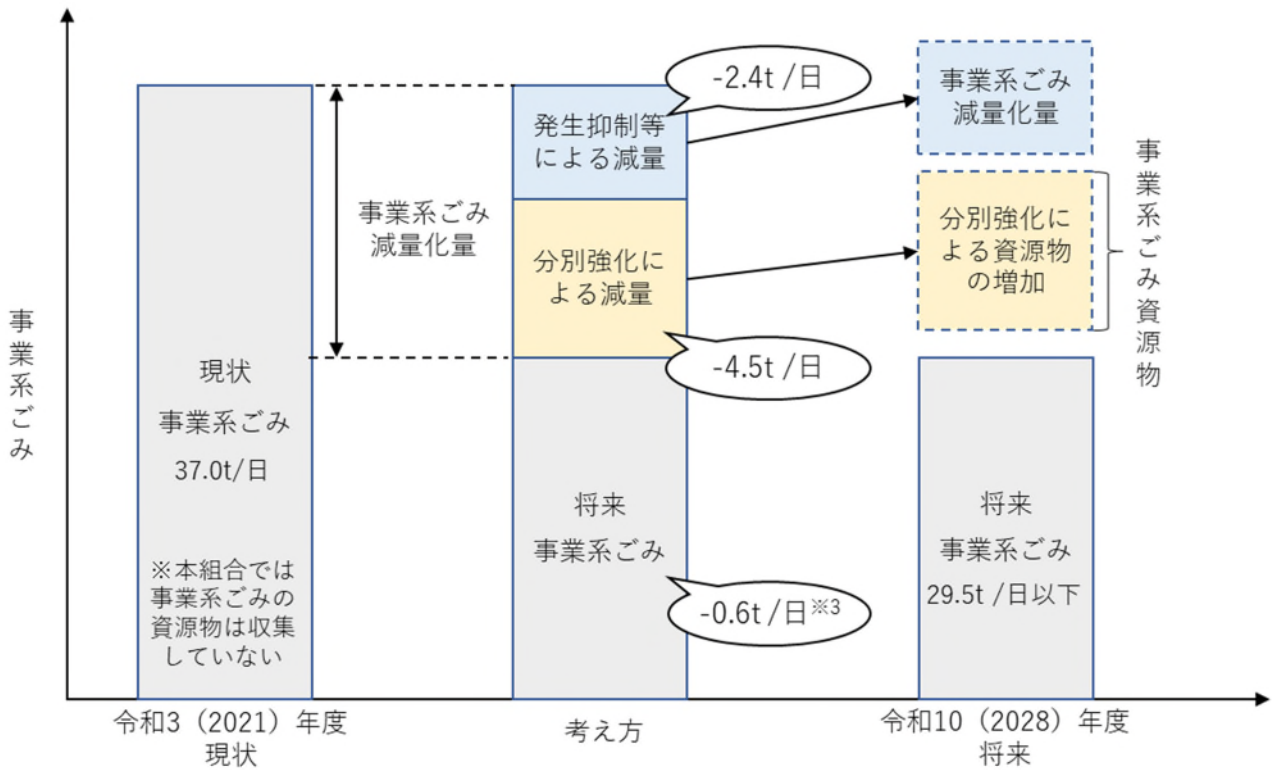 事業系ごみ
現状
事業系ごみ
37.0t/日
※本組合では
事業系ごみの
資源物は収集
していない
事業系ごみ
減量化量
発生抑制等
による減量
-2.4t /日
分別強化に
よる減量
-4.5t /日
将来
事業系ごみ
-0.6t /日※3
事業系ごみ
減量化量
分別強化に
よる資源物
の増加
事業系ごみ資源物
将来
事業系ごみ
29.5t /日以下
令和3（2021）年度
現状
考え方
令和10（2028）年度
将来